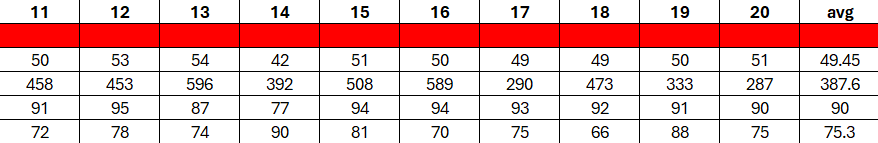 11 12 13 14 15 16 17 18 19 20 avg
50 53 54 42 51 50 49 49 50 51 49.45
458 453 596 392 508 589 290 473 333 287 387.6
91 95 87 77 94 94 93 92 91 90 90
72 78 74 90 81 70 75 66 88 75 75.3